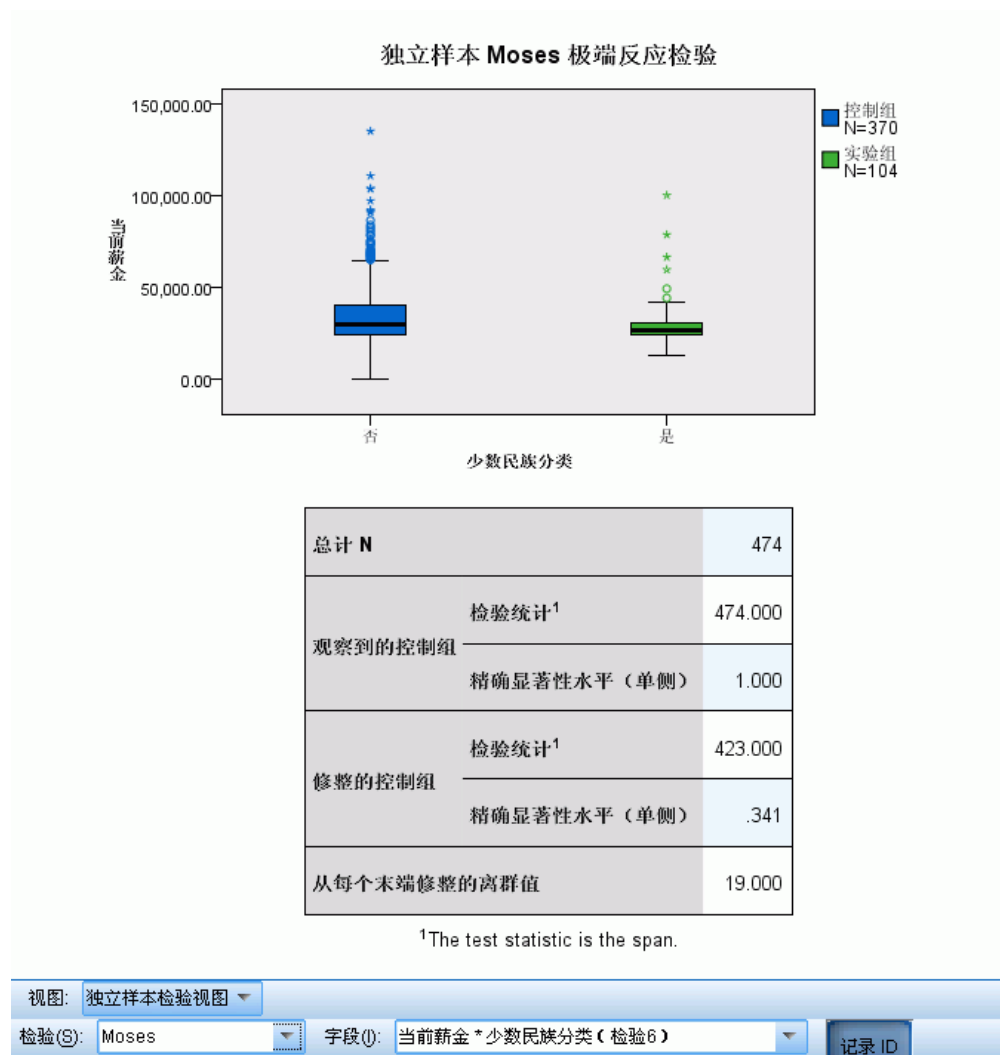 独立样本 Moses 极端反应检验
150,000.00
100,000.00
50,000.00
0.00
当前薪金
控制组
N=370
实验组
N=104
否
是
少数民族分类
总计 N 474
观察到的控制组
检验统计1 474.000
精确显著性水平（单侧） 1.000
修整的控制组
检验统计1 423.000
精确显著性水平（单侧） .341
从每个末端修整的离群值 19.000
1The test statistic is the span.
视图: 独立样本检验视图
检验(S): Moses 字段(I): 当前薪金*少数民族分类(检验6) 记录 ID